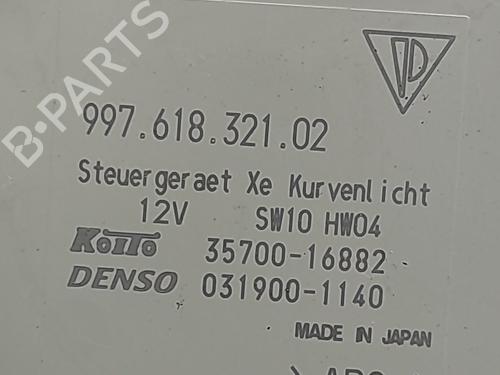 997.618.321.02
Steuergeraet Xe Kurvenlicht
12V SW10 HW04
KOITO 35700-16882
DENSO 031900-1140
MADE IN JAPAN
B-PARTS